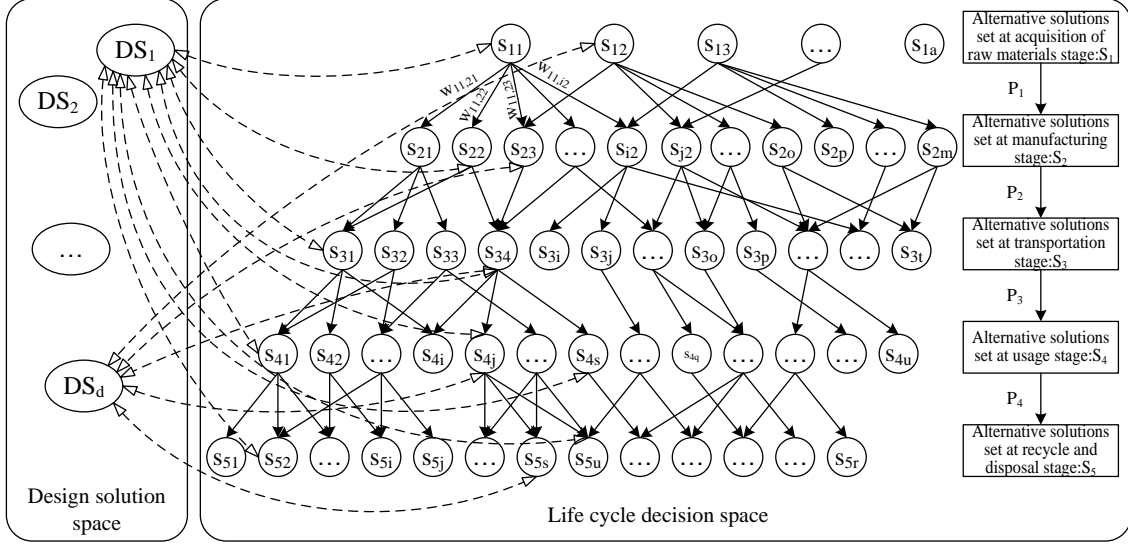 DS1
DS2
…
DSd
Design solution
space
s11
s12
s13
…
s1a
w11,21
w11,22
w11,23
w11,i2
s21
s22
s23
…
si2
sj2
…
s2o
s2p
…
s2m
s31
s32
s33
s34
s3i
s3j
…
s3o
s3p
…
…
s3t
s41
s42
…
s4i
s4j
…
s4s
…
s4q
…
…
…
s4u
s51
s52
…
s5i
s5j
…
s5s
s5u
…
…
…
…
s5r
Life cycle decision space
Alternative solutions
set at acquisition of
raw materials stage:S1
P1
Alternative solutions
set at manufacturing
stage:S2
P2
Alternative solutions
set at transportation
stage:S3
P3
Alternative solutions
set at usage stage:S4
P4
Alternative solutions
set at recycle and
disposal stage:S5